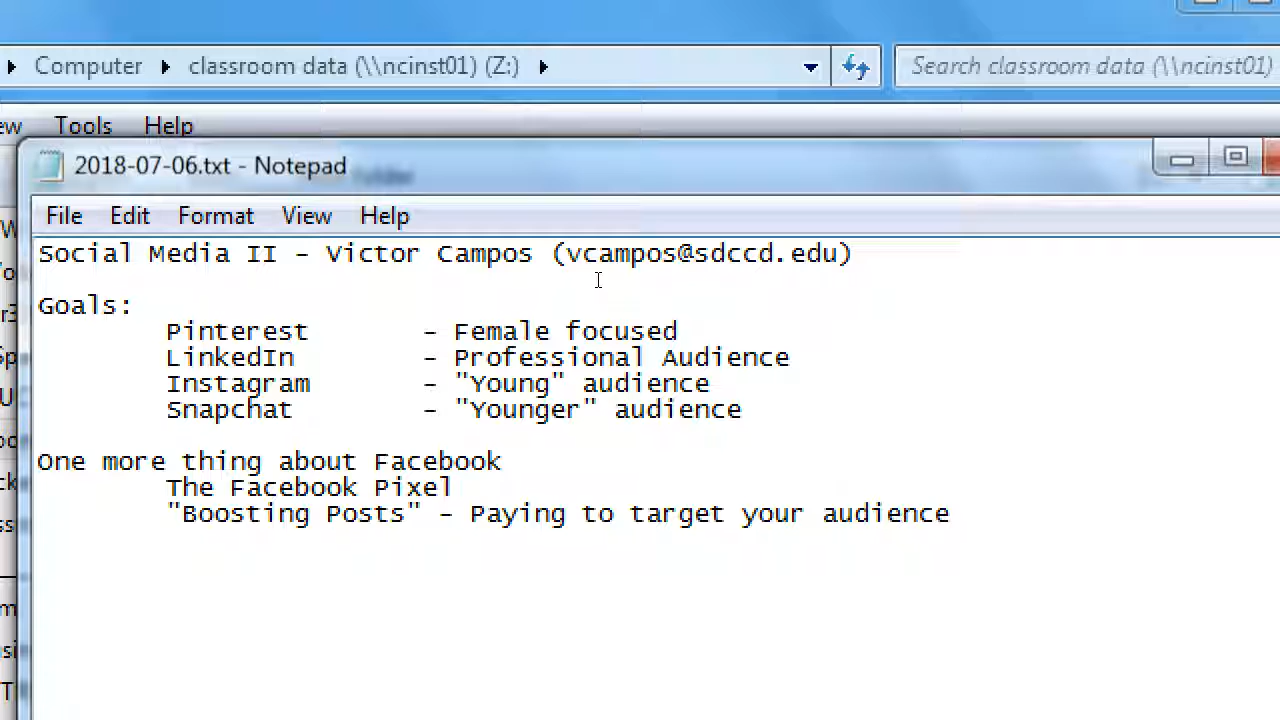 Computer classroom data (\\ncinst01) (Z:) Search classroom data (\\ncinst01)
Tools Help
2018-07-06.txt - Notepad
File Edit Format View Help
Social Media II - Victor Campos (vcampos@sdccd.edu)
Goals:
Pinterest - Female focused
LinkedIn - Professional Audience
Instagram - "Young" audience
Snapchat - "Younger" audience
One more thing about Facebook
The Facebook Pixel
"Boosting Posts" - Paying to target your audience